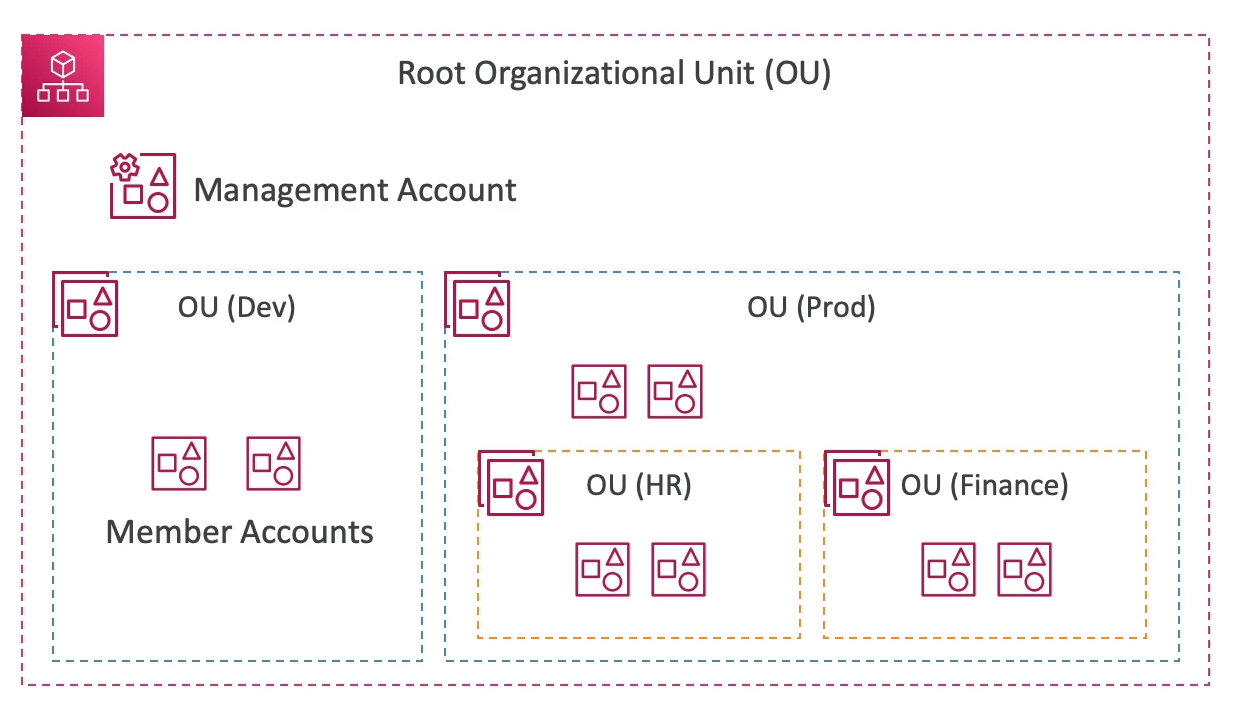 Root Organizational Unit (OU)
Management Account
OU (Dev)
OU (Prod)
Member Accounts
OU (HR)
OU (Finance)